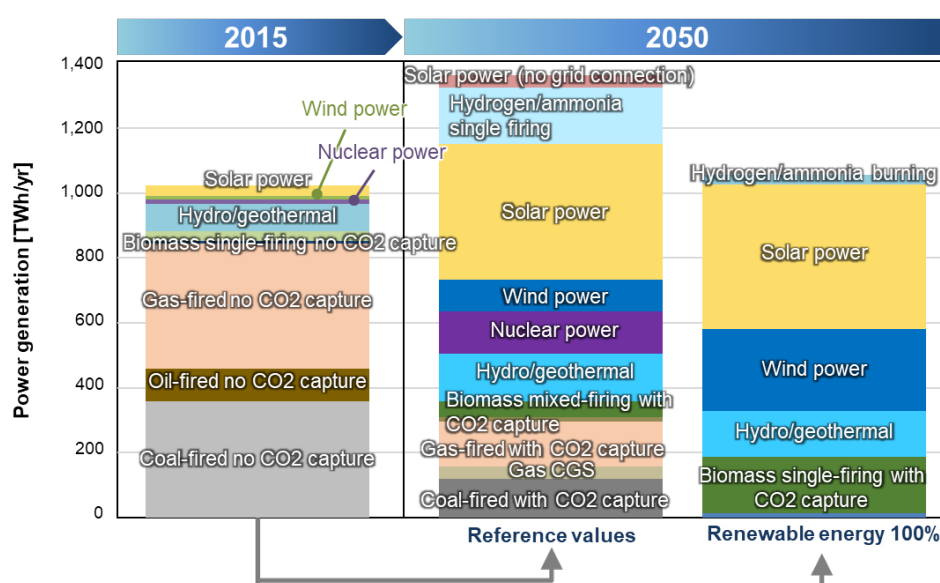 2015
2050
Power generation [TWh/yr]
1,400
1,200
1,000
800
600
400
200
0
Wind power
Nuclear power
Solar power
Hydro/geothermal
Biomass single-firing no CO2 capture
Gas-fired no CO2 capture
Oil-fired no CO2 capture
Coal-fired no CO2 capture
Solar power (no grid connection)
Hydrogen/ammonia
single firing
Solar power
Wind power
Nuclear power
Hydro/geothermal
Biomass mixed-firing with
CO2 capture
Gas-fired with CO2 capture
Gas CGS
Coal-fired with CO2 capture
Reference values
Hydrogen/ammonia burning
Solar power
Wind power
Hydro/geothermal
Biomass single-firing with
CO2 capture
Renewable energy 100%